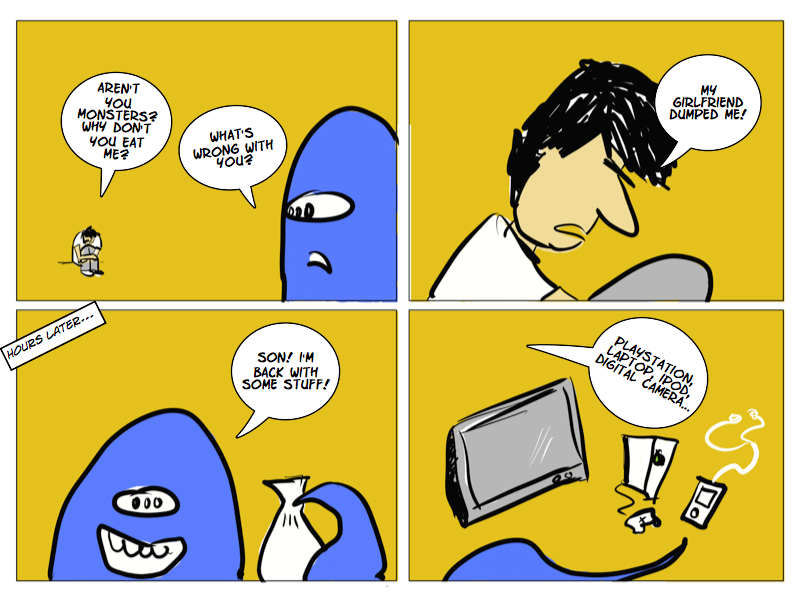 AREN'T
YOU
MONSTERS?
WHY DON'T
YOU EAT
ME?
WHAT'S
WRONG WITH
YOU?
MY
GIRLFRIEND
DUMPED ME!
HOURS LATER...
SON! I'M
BACK WITH
SOME STUFF!
PLAYSTATION,
LAPTOP, IPOD,
DIGITAL CAMERA...